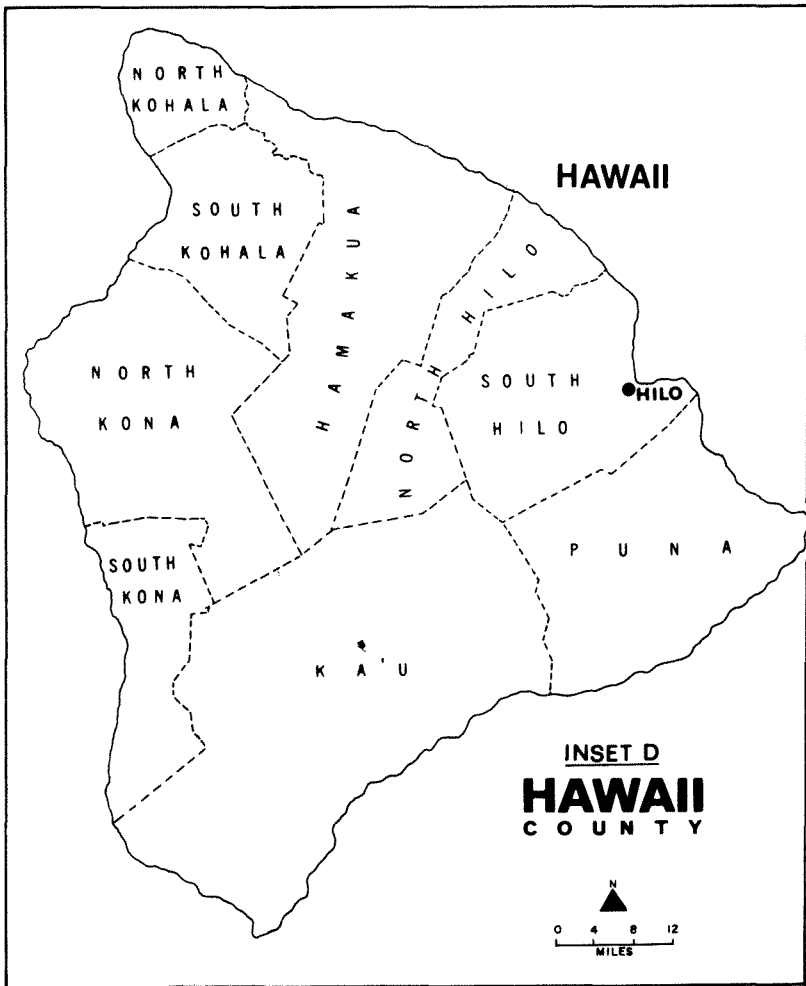 NORTH
KOHALA
HAWAII
SOUTH
KOHALA
HAMAKUA
NORTH HILO
NORTH
KONA
SOUTH
HILO
HILO
PUNA
SOUTH
KONA
KA'U
INSET D
HAWAII
COUNTY
N
0 4 8 12
MILES